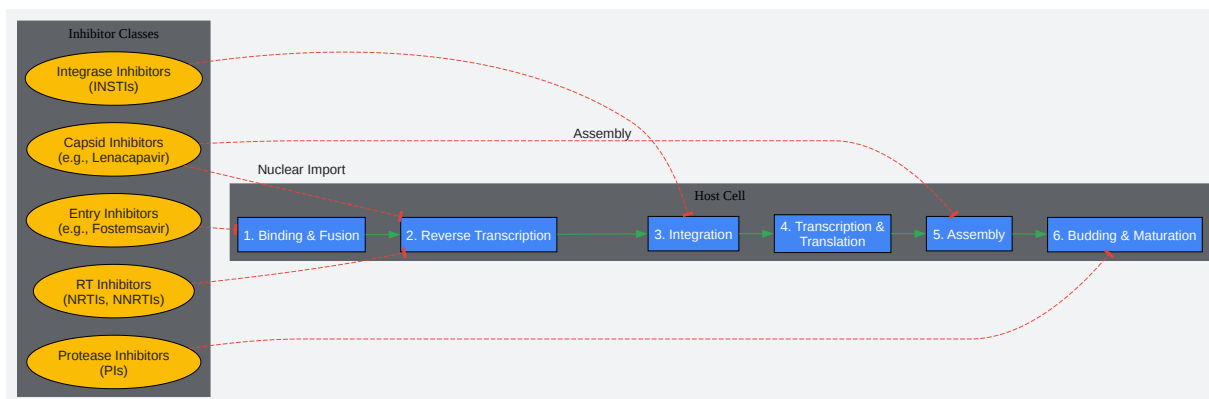 Inhibitor Classes
Integrase Inhibitors
(INSTIs)
Capsid Inhibitors
(e.g., Lenacapavir)
Entry Inhibitors
(e.g., Fostemsavir)
RT Inhibitors
(NRTIs, NNRTIs)
Protease Inhibitors
(PIs)
Assembly
Nuclear Import
Host Cell
1. Binding & Fusion
2. Reverse Transcription
3. Integration
4. Transcription &
Translation
5. Assembly
6. Budding & Maturation